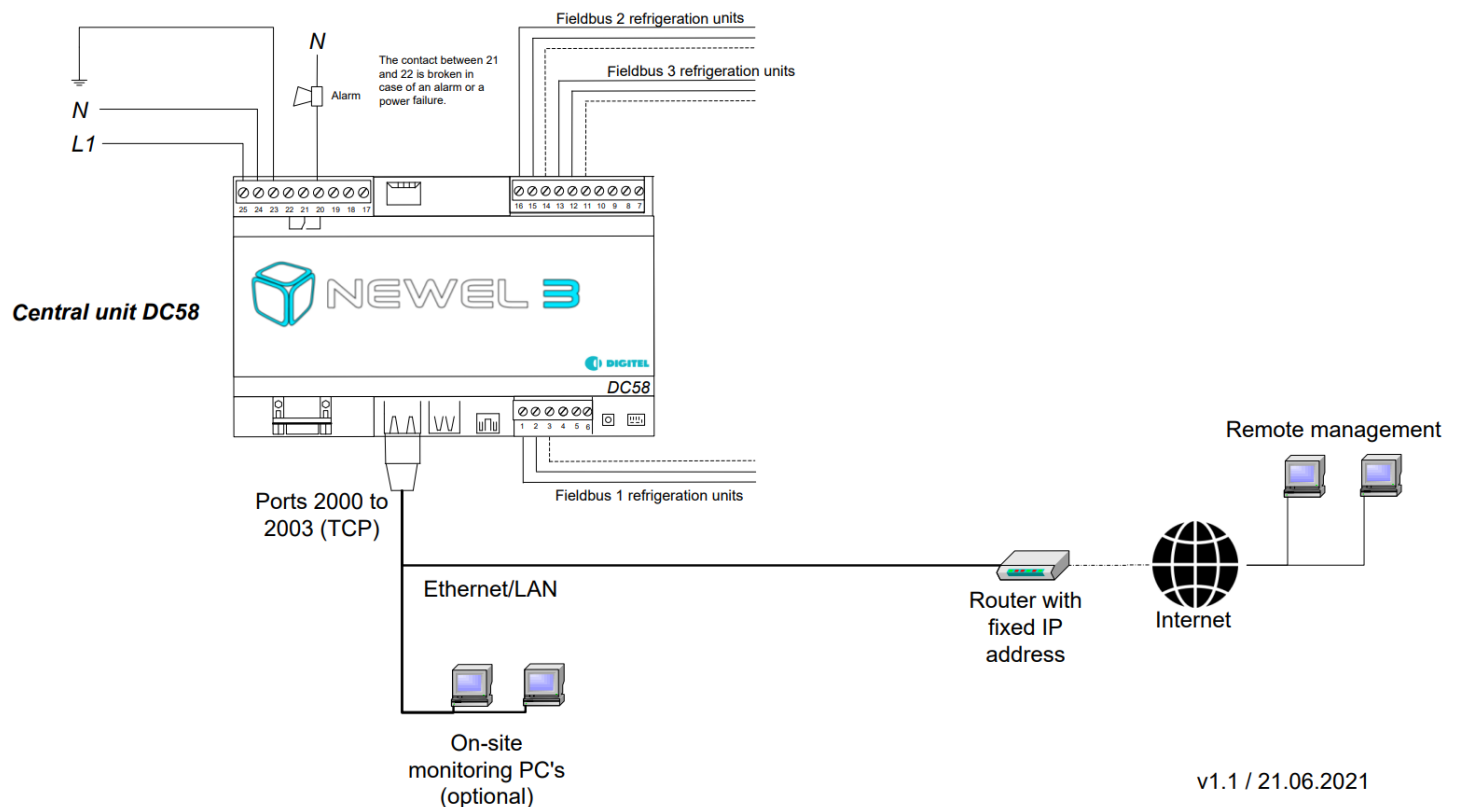 Fieldbus 2 refrigeration units
N
The contact between 21
and 22 is broken in
case of an alarm or a
power failure.
Fieldbus 3 refrigeration units
Alarm
N
L1
25 24 23 22 21 20 19 18 17
16 15 14 13 12 11 10 9 8 7
NEWEL 3
Central unit DC58
DIGITEL
DC58
1 2 3 4 5 6
Fieldbus 1 refrigeration units
Ports 2000 to
2003 (TCP)
Remote management
Ethernet/LAN
Router with
fixed IP
address
Internet
On-site
monitoring PC's
(optional)
v1.1 / 21.06.2021